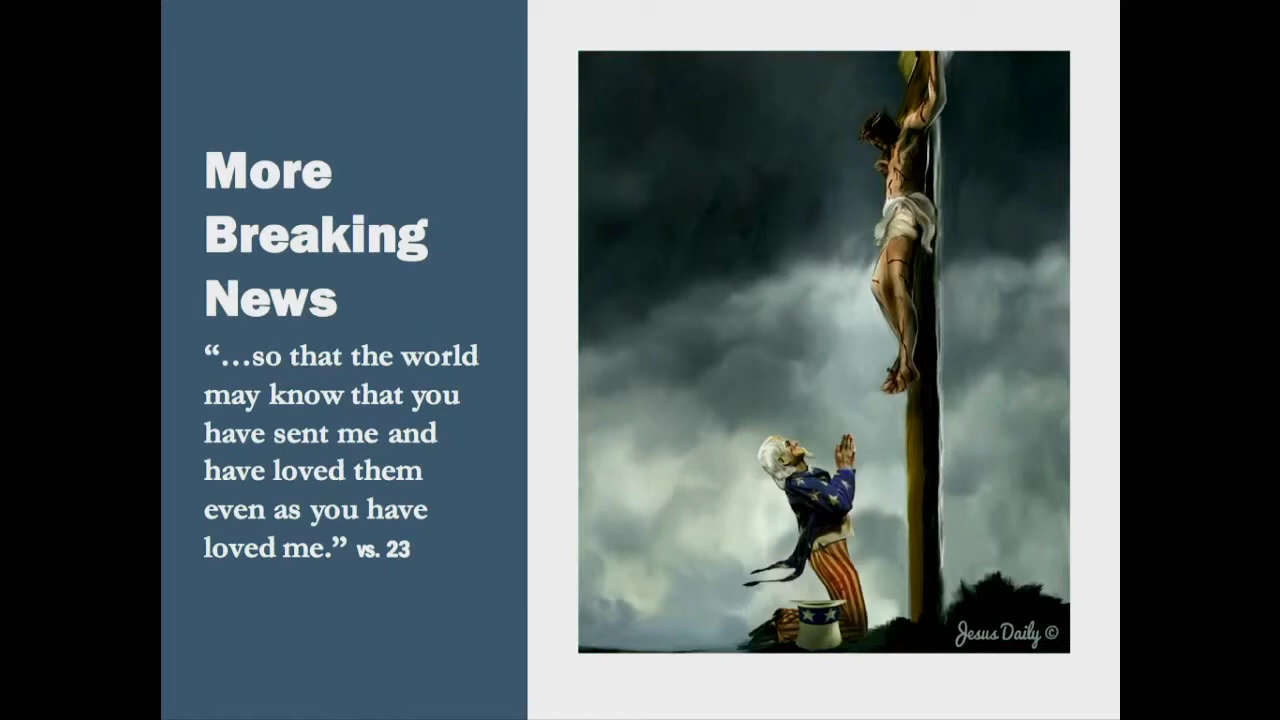 More
Breaking
News
“…so that the world
may know that you
have sent me and
have loved them
even as you have
loved me.” vs. 23
Jesus Daily ©